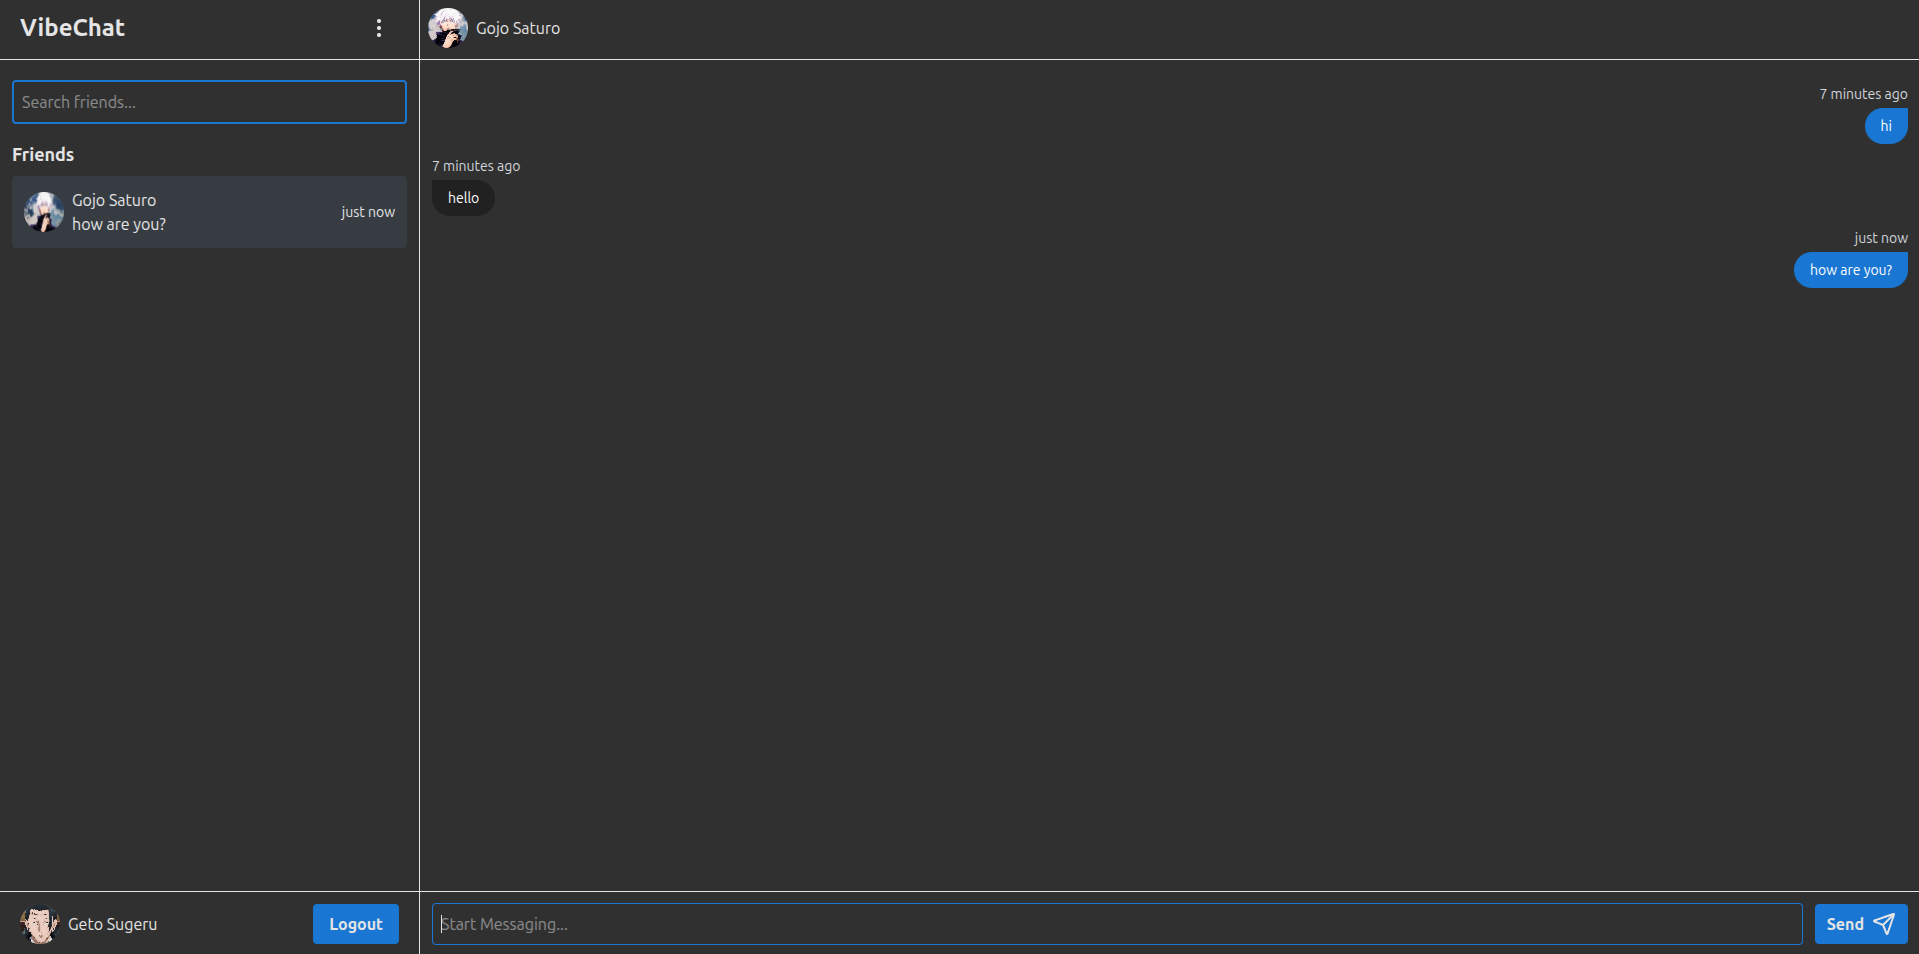 VibeChat
Search friends...
Friends
Gojo Saturo
how are you?
just now
Geto Sugeru
Logout
Gojo Saturo
7 minutes ago
hi
7 minutes ago
hello
just now
how are you?
Start Messaging...
Send